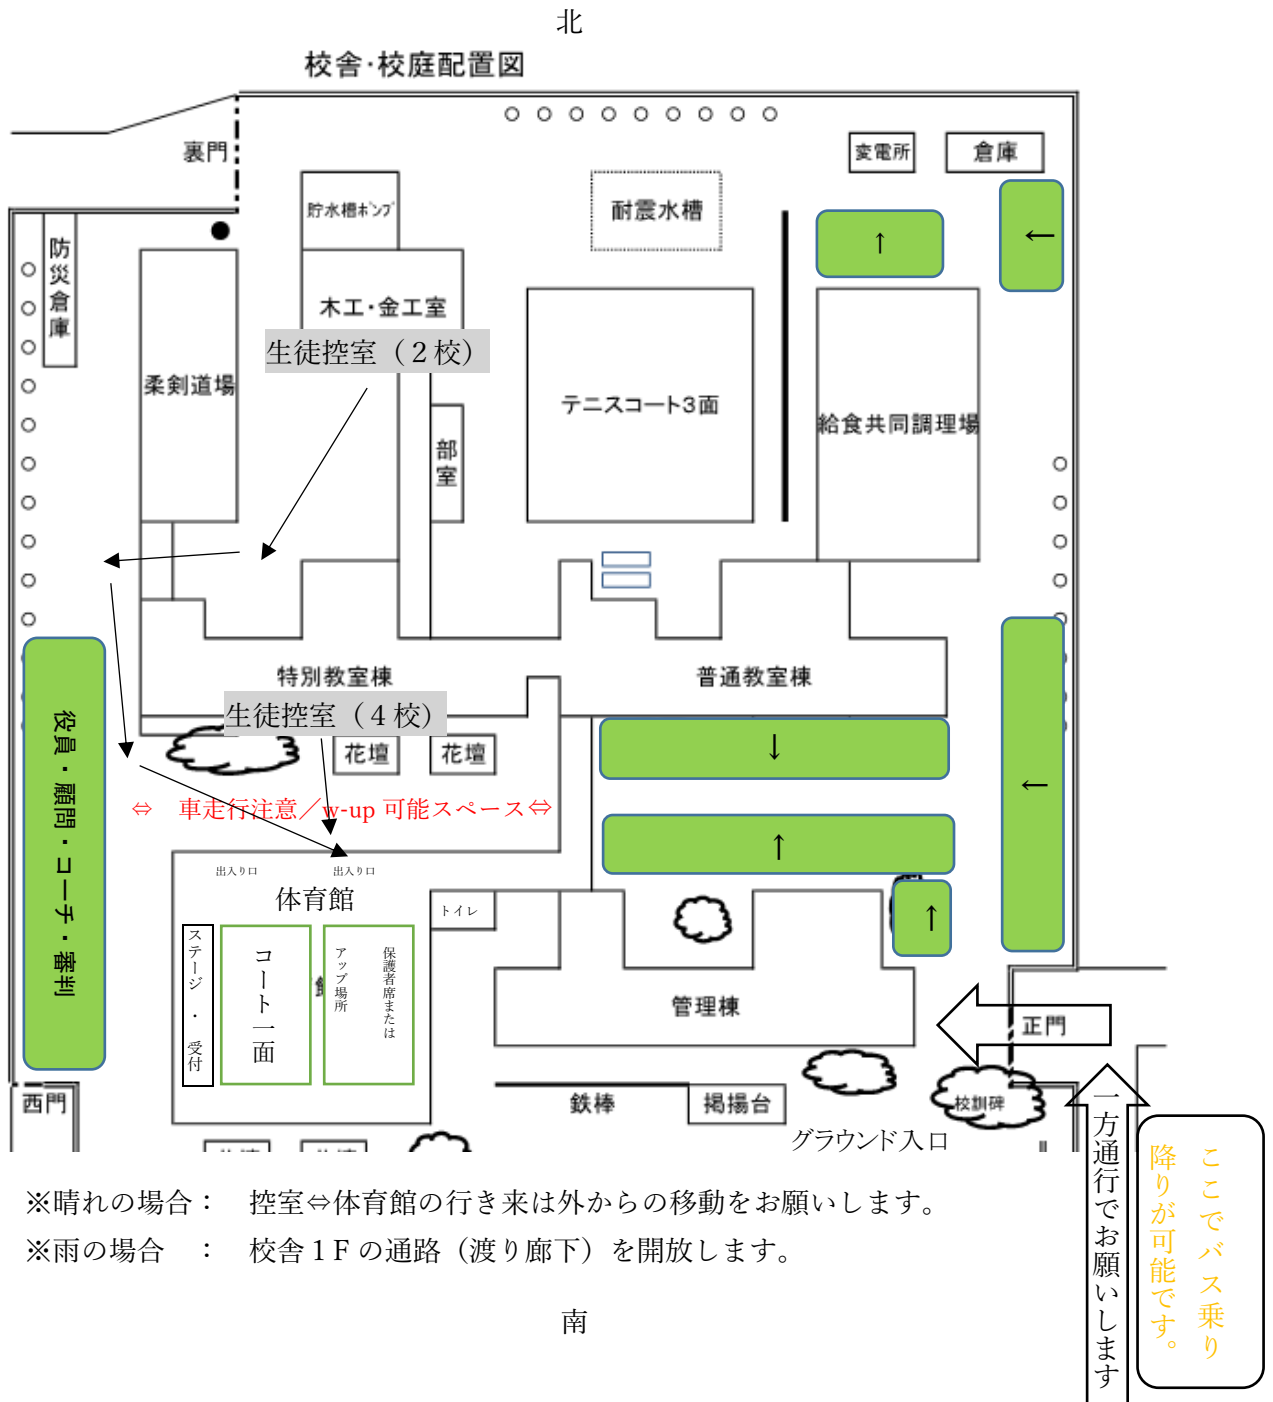 北
校舎・校庭配置図
裏門
変電所
倉庫
貯水槽ポンプ
耐震水槽
↑
←
防災倉庫
木工・金工室
生徒控室（２校）
柔剣道場
テニスコート3面
給食共同調理場
部室
特別教室棟
普通教室棟
生徒控室（４校）
役員・顧問・コーチ・審判
花壇
花壇
↓
←
⇔　車走行注意／w-up 可能スペース⇔
↑
出入り口
出入り口
体育館
トイレ
↑
ステージ・受付
コート一面
アップ場所
保護者席または
管理棟
正門
西門
鉄棒
掲揚台
校訓碑
グラウンド入口
一方通行でお願いします
ここでバス乗り
降りが可能です。
※晴れの場合：　控室⇔体育館の行き来は外からの移動をお願いします。
※雨の場合　：　校舎１Ｆの通路（渡り廊下）を開放します。
南